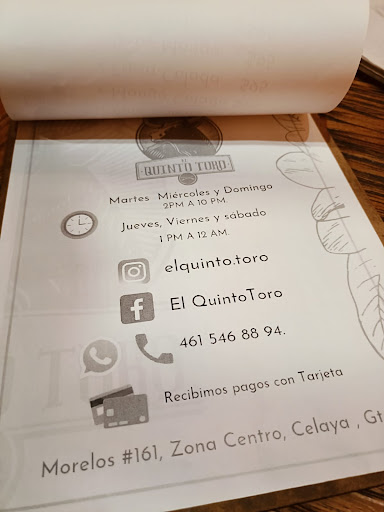 EL
QUINTO TORO
Martes Miércoles y Domingo
2PM A 10 PM.
Jueves, Viernes y sábado
1 PM A 12 AM.
elquinto.toro
El QuintoToro
461 546 88 94.
Recibimos pagos con Tarjeta
Morelos #161, Zona Centro, Celaya , Gt